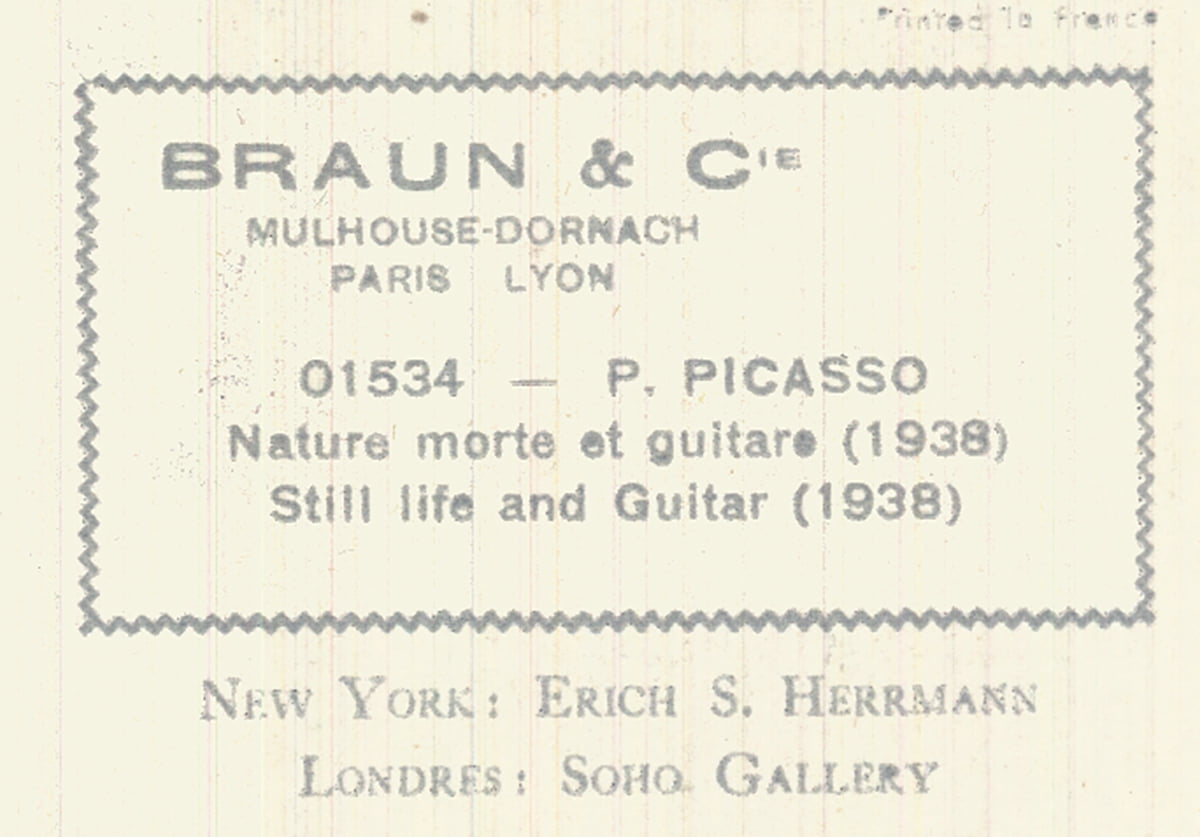 Printed in France
BRAUN & CIE
MULHOUSE-DORNACH
PARIS LYON
01534 — P. PICASSO
Nature morte et guitare (1938)
Still life and Guitar (1938)
NEW YORK: ERICH S. HERRMANN
LONDRES: SOHO GALLERY